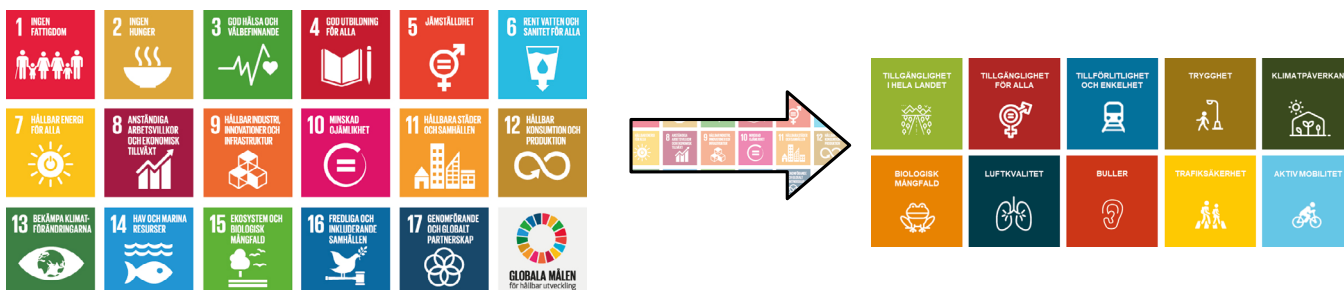 1 INGEN
FATTIGDOM
2 INGEN
HUNGER
3 GOD HÄLSA OCH
VÄLBEFINNANDE
4 GOD UTBILDNING
FÖR ALLA
5 JÄMSTÄLLDHET
6 RENT VATTEN OCH
SANITET FÖR ALLA
7 HÅLLBAR ENERGI
FÖR ALLA
8 ANSTÄNDIGA
ARBETSVILLKOR
OCH EKONOMISK
TILLVÄXT
9 HÅLLBAR INDUSTRI,
INNOVATIONER OCH
INFRASTRUKTUR
10 MINSKAD
OJÄMLIKHET
11 HÅLLBARA STÄDER
OCH SAMHÄLLEN
12 HÅLLBAR
KONSUMTION OCH
PRODUKTION
13 BEKÄMPA KLIMAT-
FÖRÄNDRINGARNA
14 HAV OCH MARINA
RESURSER
15 EKOSYSTEM OCH
BIOLOGISK
MÅNGFALD
16 FREDLIGA OCH
INKLUDERANDE
SAMHÄLLEN
17 GENOMFÖRANDE
OCH GLOBALT
PARTNERSKAP
GLOBALA MÅLEN
för hållbar utveckling
TILLGÄNGLIGHET
I HELA LANDET
TILLGÄNGLIGHET
FÖR ALLA
TILLFÖRLITLIGHET
OCH ENKELHET
TRYGGHET
KLIMATPÅVERKAN
BIOLOGISK
MÅNGFALD
LUFTKVALITET
BULLER
TRAFIKSÄKERHET
AKTIV MOBILITET